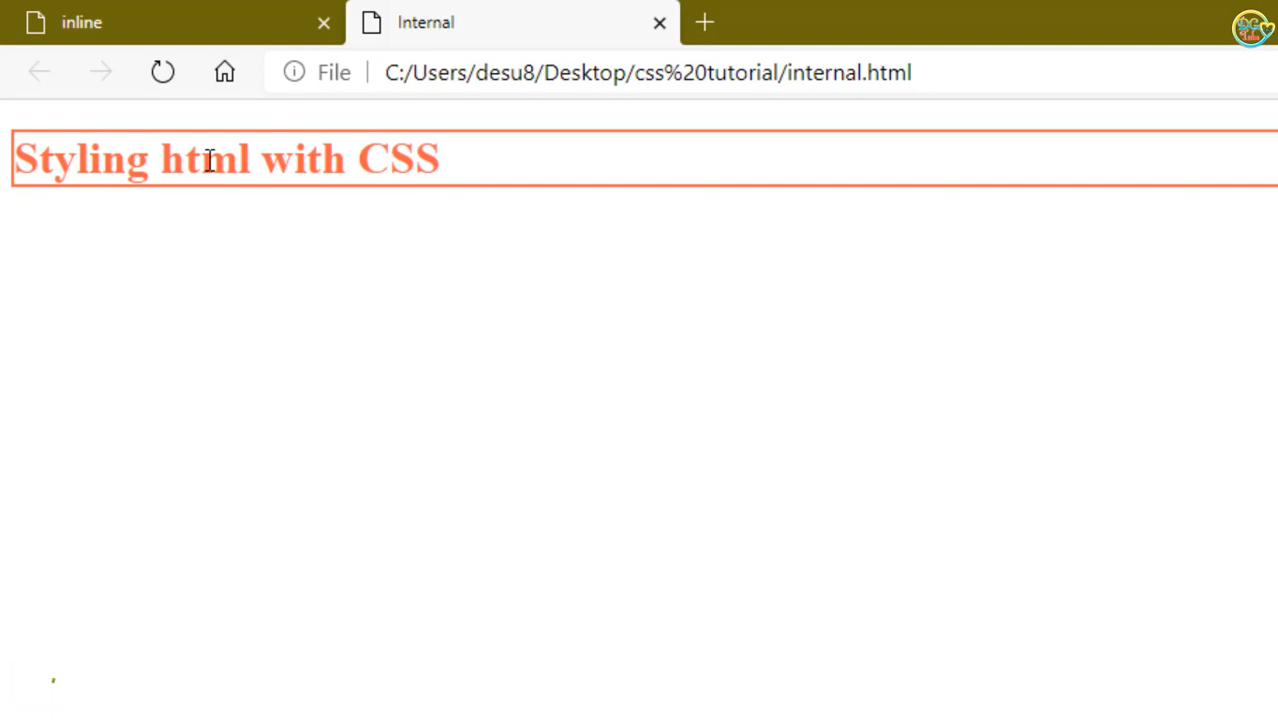 inline
Internal
File
C:/Users/desu8/Desktop/css%20tutorial/internal.html
Styling html with CSS